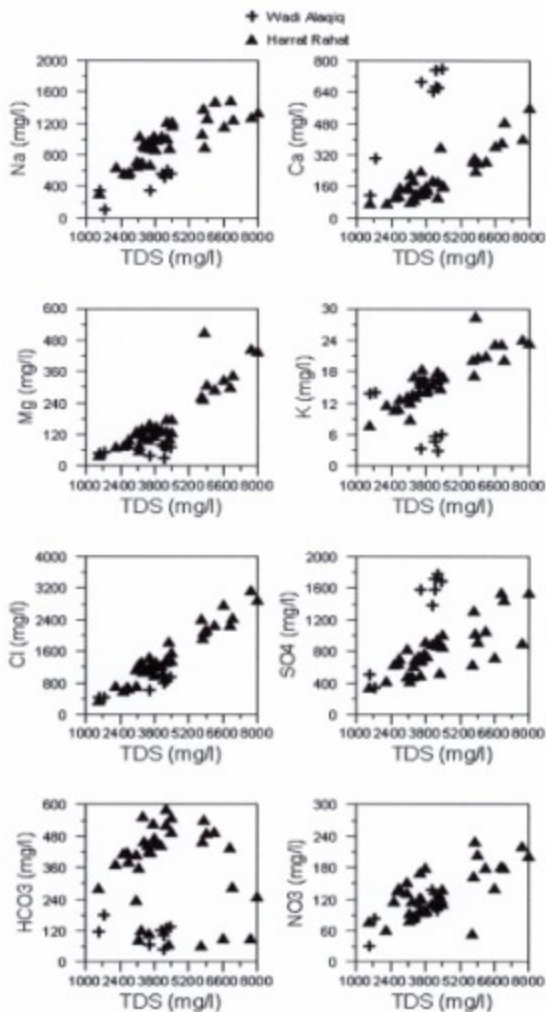 Wadi Alaqiq
Harrat Rahat
2000
1600
1200
800
400
0
Na (mg/l)
1000 2400 3800 5200 6600 8000
TDS (mg/l)
800
640
480
320
160
0
Ca (mg/l)
1000 2400 3800 5200 6600 8000
TDS (mg/l)
600
480
360
240
120
0
Mg (mg/l)
1000 2400 3800 5200 6600 8000
TDS (mg/l)
30
24
18
12
6
0
K (mg/l)
1000 2400 3800 5200 6600 8000
TDS (mg/l)
4000
3200
2400
1600
800
0
Cl (mg/l)
1000 2400 3800 5200 6600 8000
TDS (mg/l)
2000
1600
1200
800
400
0
SO4 (mg/l)
1000 2400 3800 5200 6600 8000
TDS (mg/l)
600
480
360
240
120
0
HCO3 (mg/l)
1000 2400 3800 5200 6600 8000
TDS (mg/l)
300
240
180
120
60
0
NO3 (mg/l)
1000 2400 3800 5200 6600 8000
TDS (mg/l)